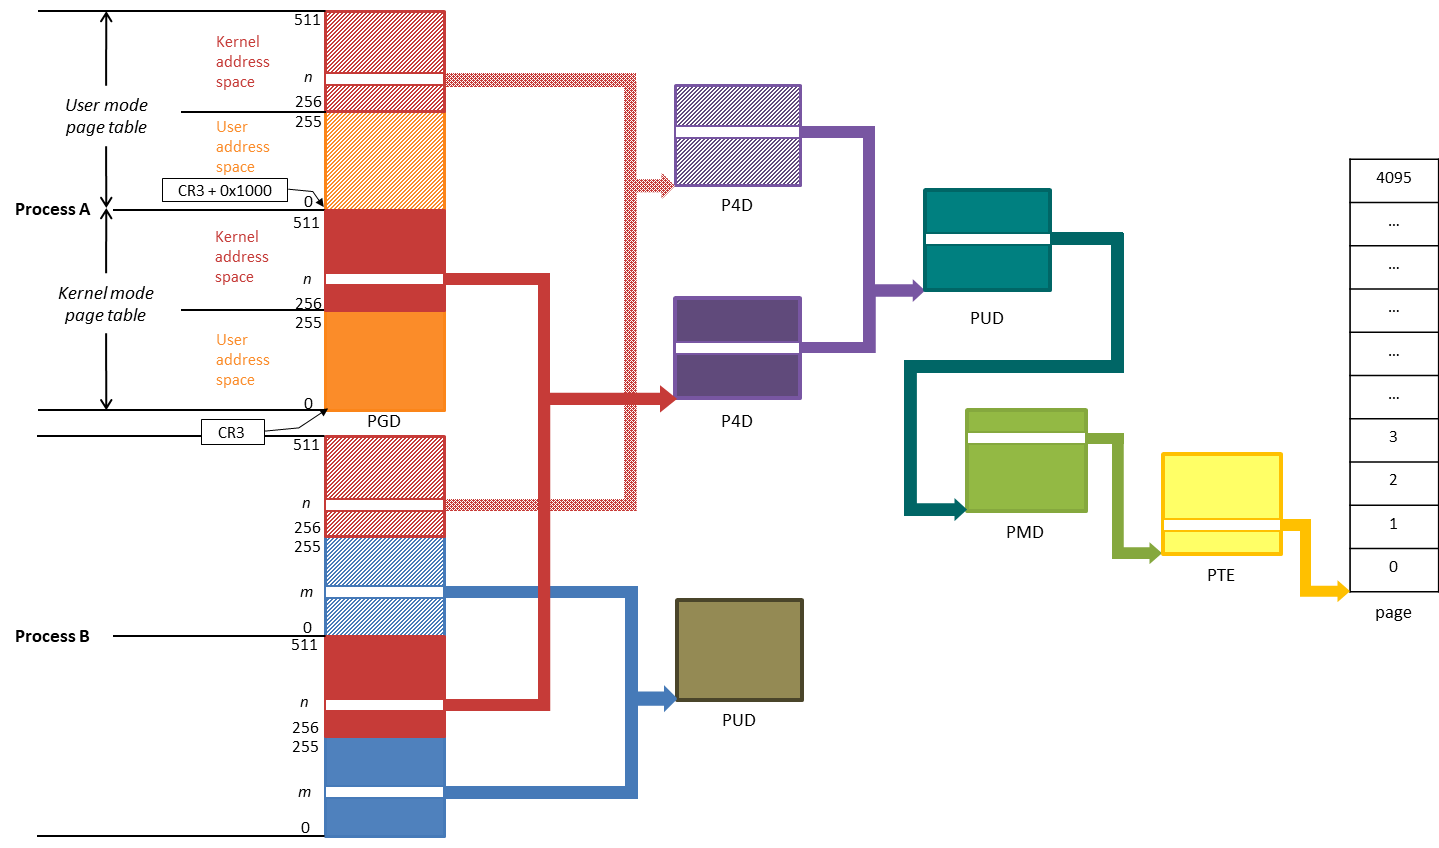 511
Kernel
address
space
n
256
User mode
page table
255
User
address
space
CR3 + 0x1000
0
Process A
511
Kernel
address
space
n
Kernel mode
page table
256
255
User
address
space
0
CR3
PGD
511
n
256
255
m
0
Process B
511
n
256
255
m
0
P4D
P4D
PUD
PUD
PMD
PTE
4095
...
...
...
...
...
3
2
1
0
page